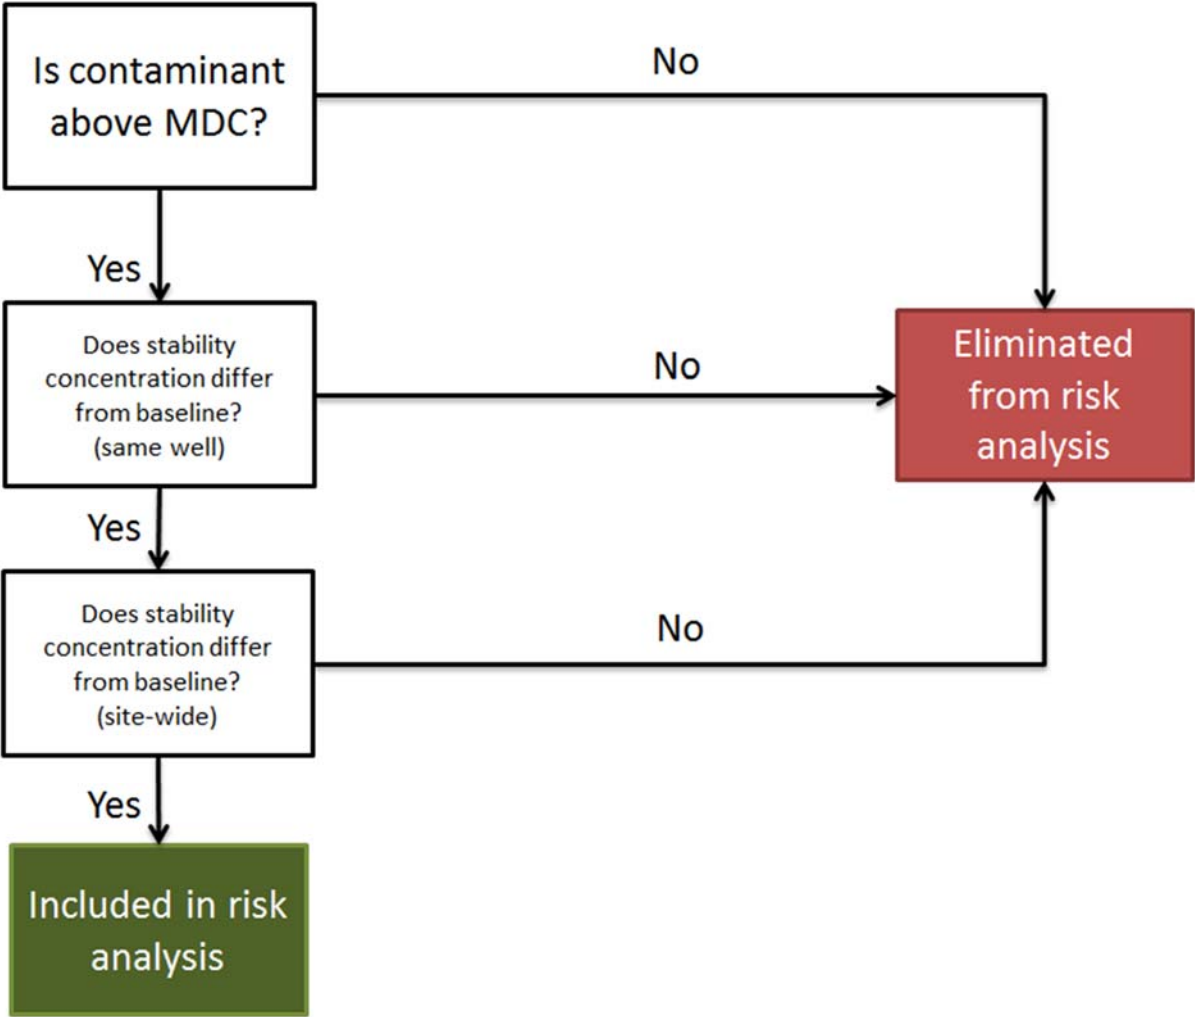 Is contaminant
above MDC?
No
Yes
Does stability
concentration differ
from baseline?
(same well)
No
Eliminated
from risk
analysis
Yes
Does stability
concentration differ
from baseline?
(site-wide)
No
Yes
Included in risk
analysis